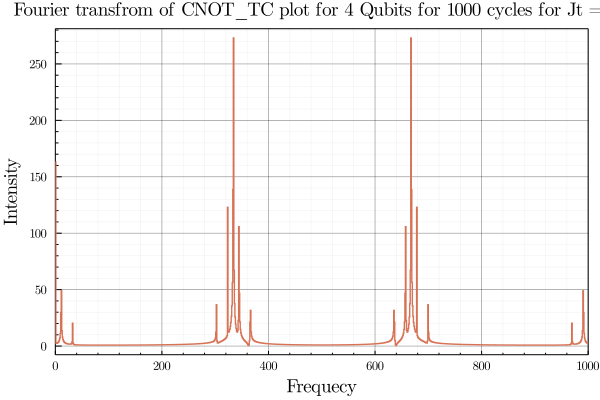 Fourier transfrom of CNOT_TC plot for 4 Qubits for 1000 cycles for Jt =
250
200
150
100
50
0
Intensity
0 200 400 600 800 1000
Frequecy